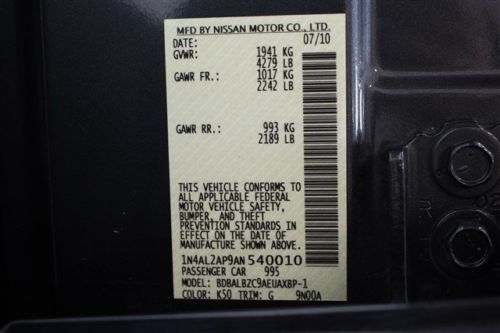 MFD BY NISSAN MOTOR CO., LTD.
DATE: 07/10
GVWR: 1941 KG
4279 LB
GAWR FR.: 1017 KG
2242 LB
GAWR RR.: 993 KG
2189 LB
THIS VEHICLE CONFORMS TO
ALL APPLICABLE FEDERAL
MOTOR VEHICLE SAFETY,
BUMPER, AND THEFT
PREVENTION STANDARDS IN
EFFECT ON THE DATE OF
MANUFACTURE SHOWN ABOVE.
1N4AL2AP9AN 540010
PASSENGER CAR 995
MODEL: BDBALBZC9AEUAXBP-1
COLOR: K50 TRIM: G 9N00A